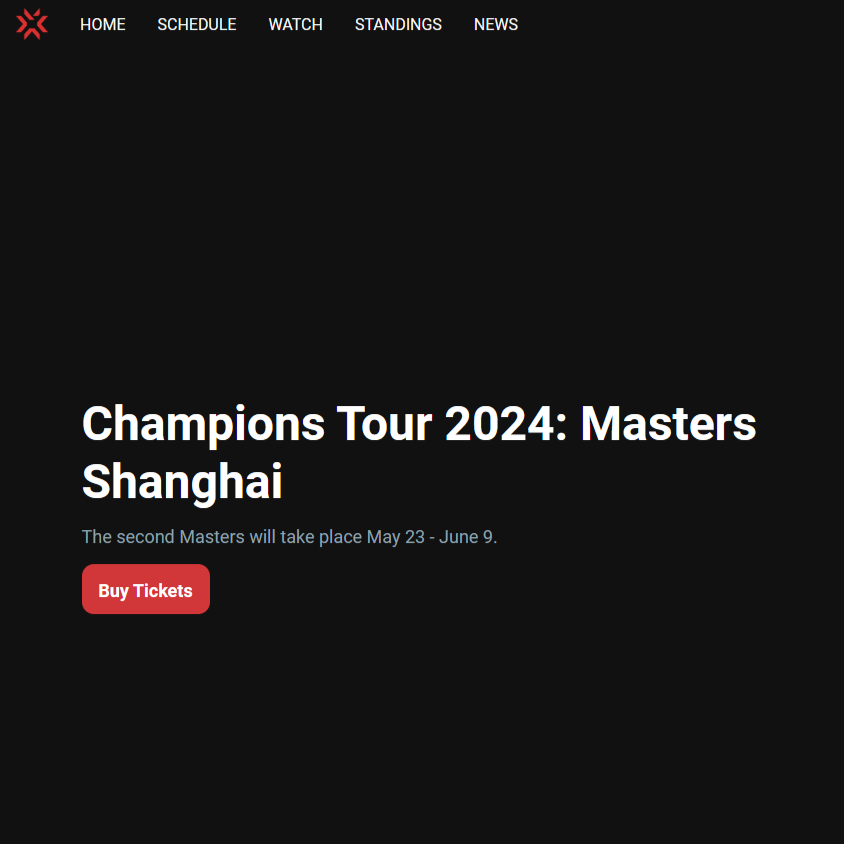 HOME SCHEDULE WATCH STANDINGS NEWS
Champions Tour 2024: Masters
Shanghai
The second Masters will take place May 23 - June 9.
Buy Tickets